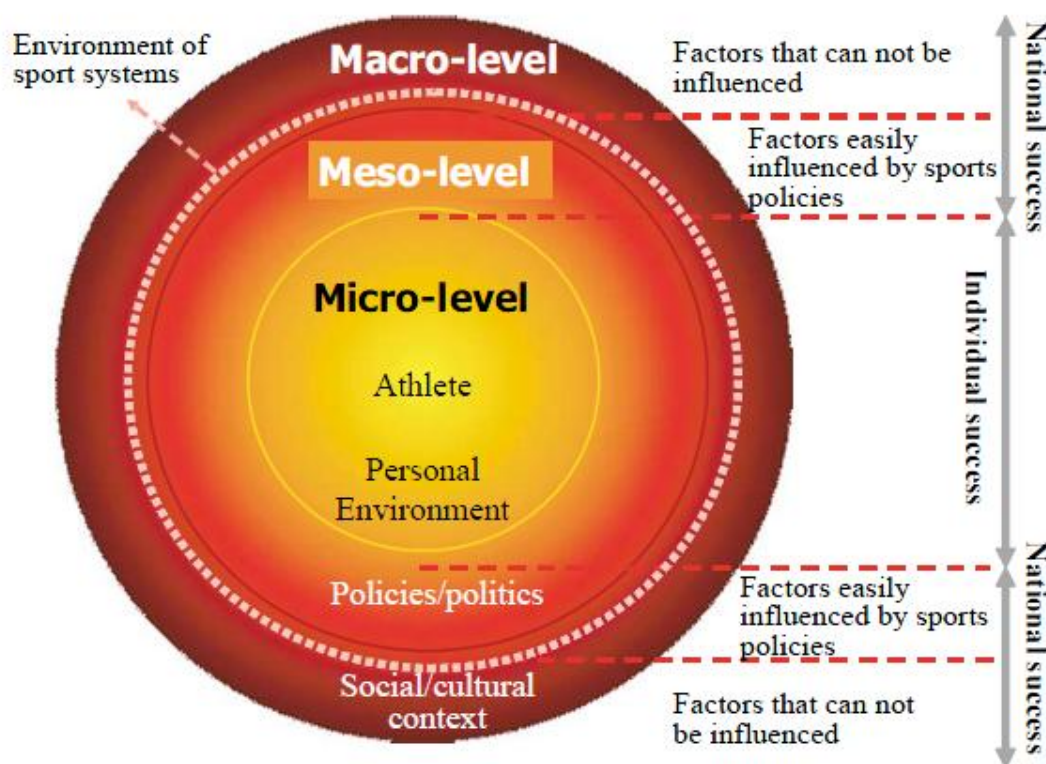 Environment of
sport systems
Macro-level
Factors that can not be
influenced
National success
Meso-level
Factors easily
influenced by sports
policies
Micro-level
Athlete
Personal
Environment
Individual success
Policies/politics
Factors easily
influenced by sports
policies
National success
Social/cultural
context
Factors that can not
be influenced